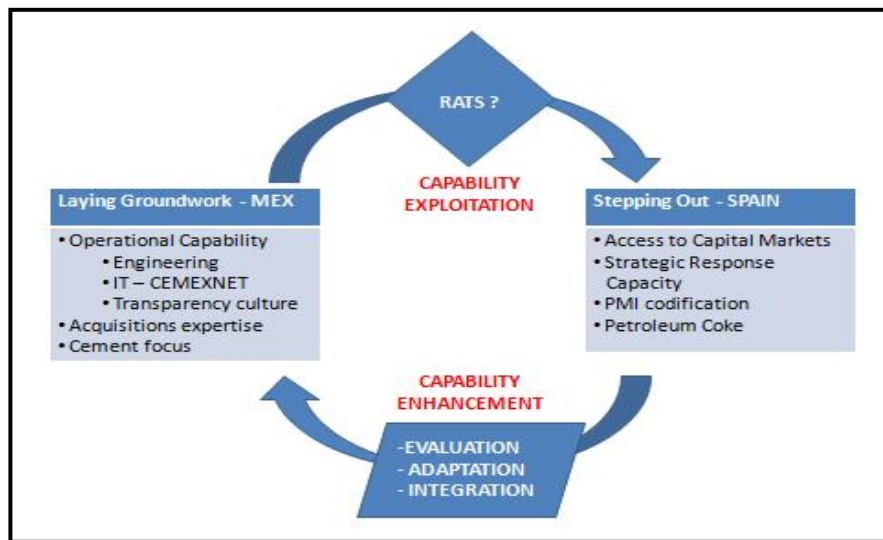 RATS ?
CAPABILITY
EXPLOITATION
Laying Groundwork - MEX
• Operational Capability
• Engineering
• IT – CEMEXNET
• Transparency culture
• Acquisitions expertise
• Cement focus
Stepping Out - SPAIN
• Access to Capital Markets
• Strategic Response
Capacity
• PMI codification
• Petroleum Coke
CAPABILITY
ENHANCEMENT
-EVALUATION
- ADAPTATION
- INTEGRATION